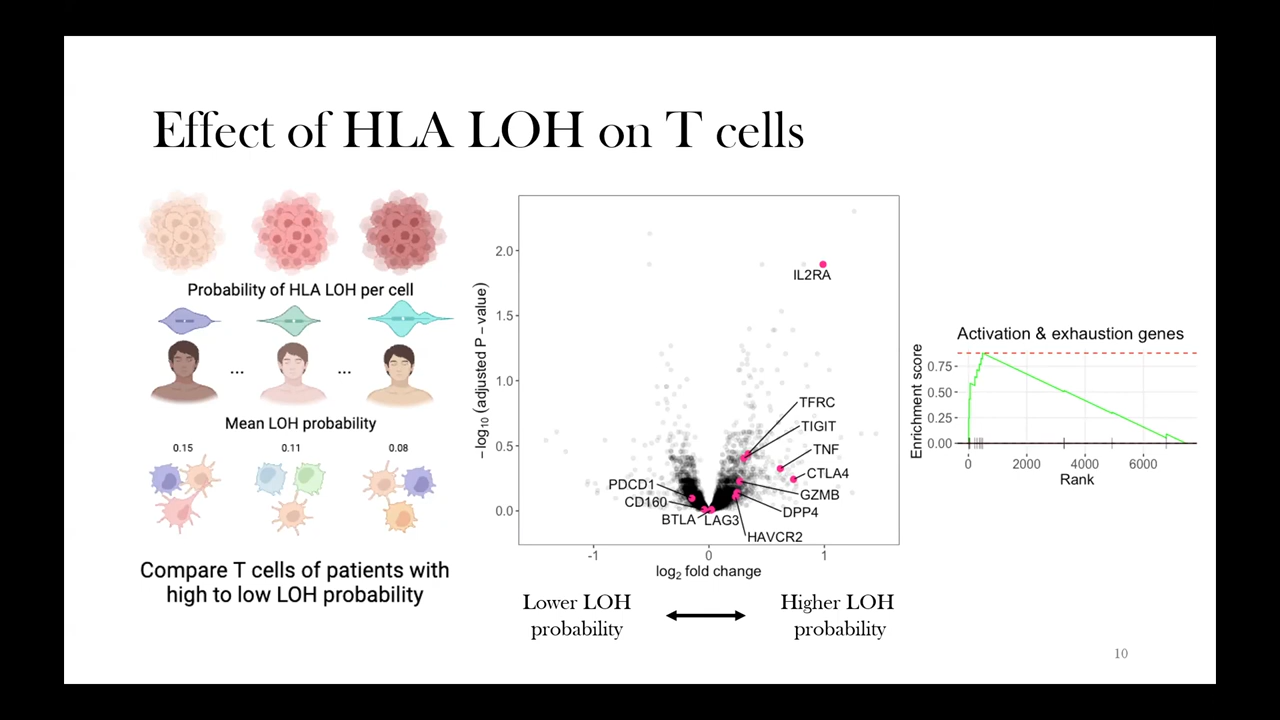 Effect of HLA LOH on T cells
Probability of HLA LOH per cell
...
...
Mean LOH probability
0.15
0.11
0.08
Compare T cells of patients with
high to low LOH probability
−log10 (adjusted P − value)
2.0
1.5
1.0
0.5
0.0
IL2RA
TFRC
TIGIT
TNF
CTLA4
GZMB
DPP4
HAVCR2
PDCD1
CD160
BTLA
LAG3
-1
0
1
log2 fold change
Lower LOH
probability
Higher LOH
probability
Activation & exhaustion genes
Enrichment score
0.75
0.50
0.25
0.00
0
2000
4000
6000
Rank
10